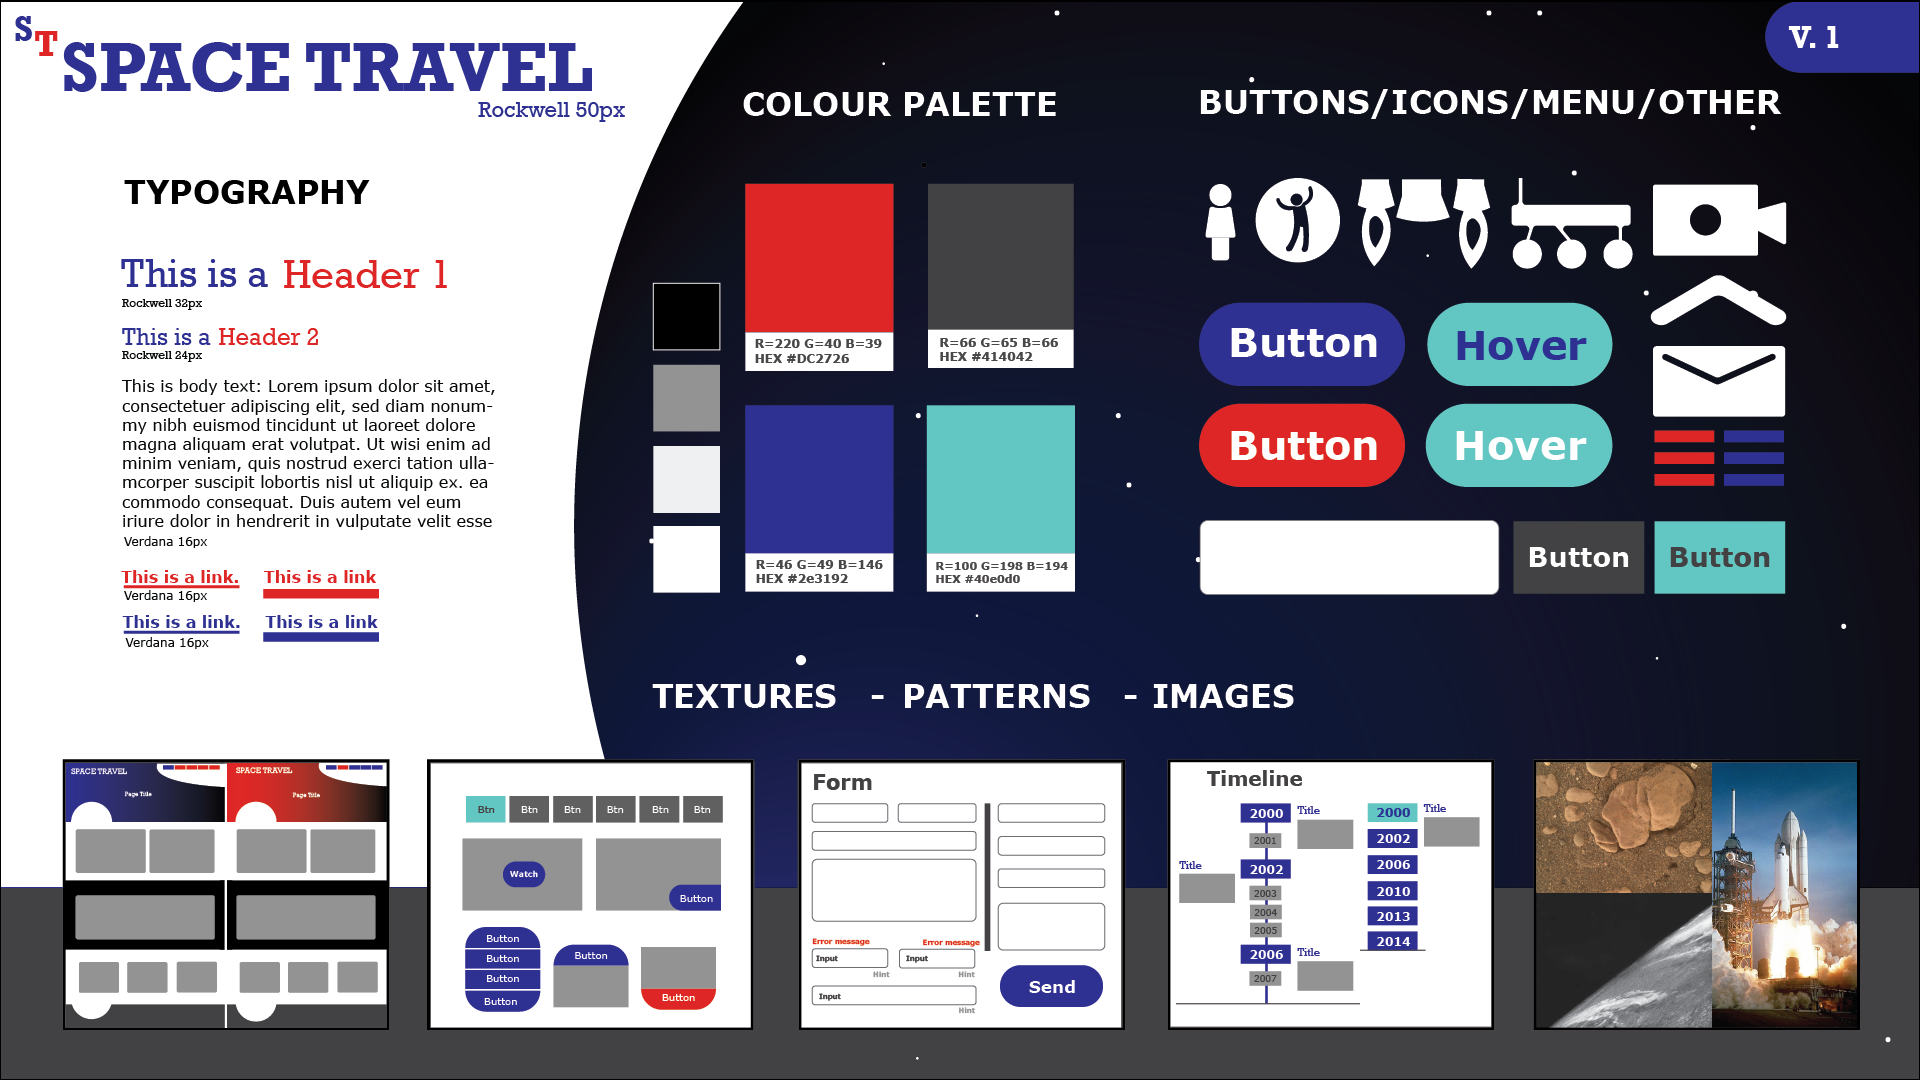 S
T
SPACE TRAVEL
Rockwell 50px
V. 1
TYPOGRAPHY
This is a Header 1
Rockwell 32px
This is a Header 2
Rockwell 24px
This is body text: Lorem ipsum dolor sit amet,
consectetuer adipiscing elit, sed diam nonum-
my nibh euismod tincidunt ut laoreet dolore
magna aliquam erat volutpat. Ut wisi enim ad
minim veniam, quis nostrud exerci tation ulla-
mcorper suscipit lobortis nisl ut aliquip ex. ea
commodo consequat. Duis autem vel eum
iriure dolor in hendrerit in vulputate velit esse
Verdana 16px
This is a link. This is a link
Verdana 16px
This is a link. This is a link
Verdana 16px
COLOUR PALETTE
R=220 G=40 B=39
HEX #DC2726
R=66 G=65 B=66
HEX #414042
R=46 G=49 B=146
HEX #2e3192
R=100 G=198 B=194
HEX #40e0d0
BUTTONS/ICONS/MENU/OTHER
Button Hover
Button Hover
Button Button
TEXTURES - PATTERNS - IMAGES
SPACE TRAVEL
Page Title
SPACE TRAVEL
Page Title
Btn Btn Btn Btn Btn Btn
Watch
Button
Button
Button
Button
Button
Button
Button
Form
Error message Error message
Input Input
Hint Hint
Input
Hint
Send
Timeline
2000 Title
2001
Title
2002
2003
2004
2005
2006 Title
2007
2000 Title
2002
2006
2010
2013
2014